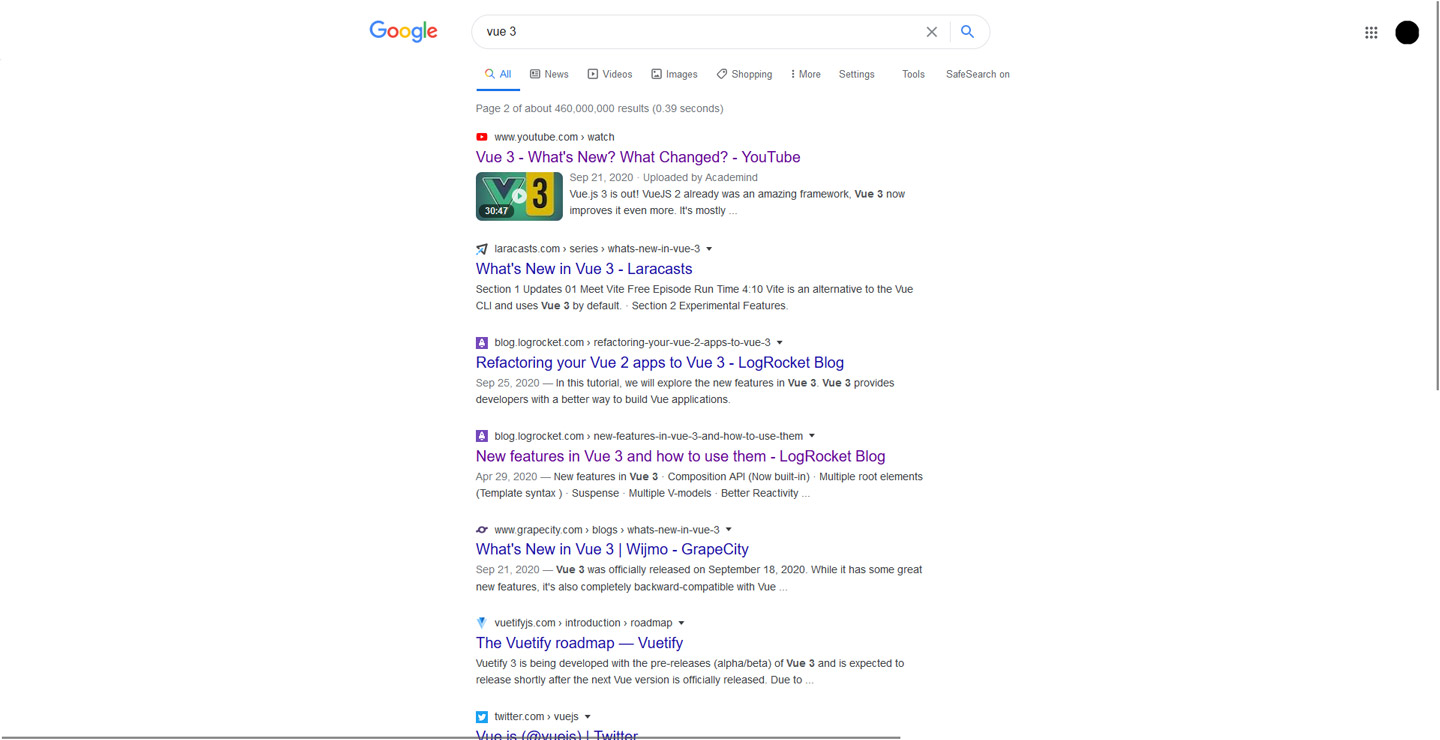 Google
vue 3
All News Videos Images Shopping More Settings Tools SafeSearch on
Page 2 of about 460,000,000 results (0.39 seconds)
www.youtube.com › watch
Vue 3 - What's New? What Changed? - YouTube
Sep 21, 2020 · Uploaded by Academind
Vue.js 3 is out! VueJS 2 already was an amazing framework, Vue 3 now
improves it even more. It's mostly ...
3
30:47
laracasts.com › series › whats-new-in-vue-3
What's New in Vue 3 - Laracasts
Section 1 Updates 01 Meet Vite Free Episode Run Time 4:10 Vite is an alternative to the Vue
CLI and uses Vue 3 by default. · Section 2 Experimental Features.
blog.logrocket.com › refactoring-your-vue-2-apps-to-vue-3
Refactoring your Vue 2 apps to Vue 3 - LogRocket Blog
Sep 25, 2020 — In this tutorial, we will explore the new features in Vue 3. Vue 3 provides
developers with a better way to build Vue applications.
blog.logrocket.com › new-features-in-vue-3-and-how-to-use-them
New features in Vue 3 and how to use them - LogRocket Blog
Apr 29, 2020 — New features in Vue 3 · Composition API (Now built-in) · Multiple root elements
(Template syntax ) · Suspense · Multiple V-models · Better Reactivity ...
www.grapecity.com › blogs › whats-new-in-vue-3
What's New in Vue 3 | Wijmo - GrapeCity
Sep 21, 2020 — Vue 3 was officially released on September 18, 2020. While it has some great
new features, it's also completely backward-compatible with Vue ...
vuetifyjs.com › introduction › roadmap
The Vuetify roadmap — Vuetify
Vuetify 3 is being developed with the pre-releases (alpha/beta) of Vue 3 and is expected to
release shortly after the next Vue version is officially released. Due to ...
twitter.com › vuejs
Vue.js (@vuejs) | Twitter